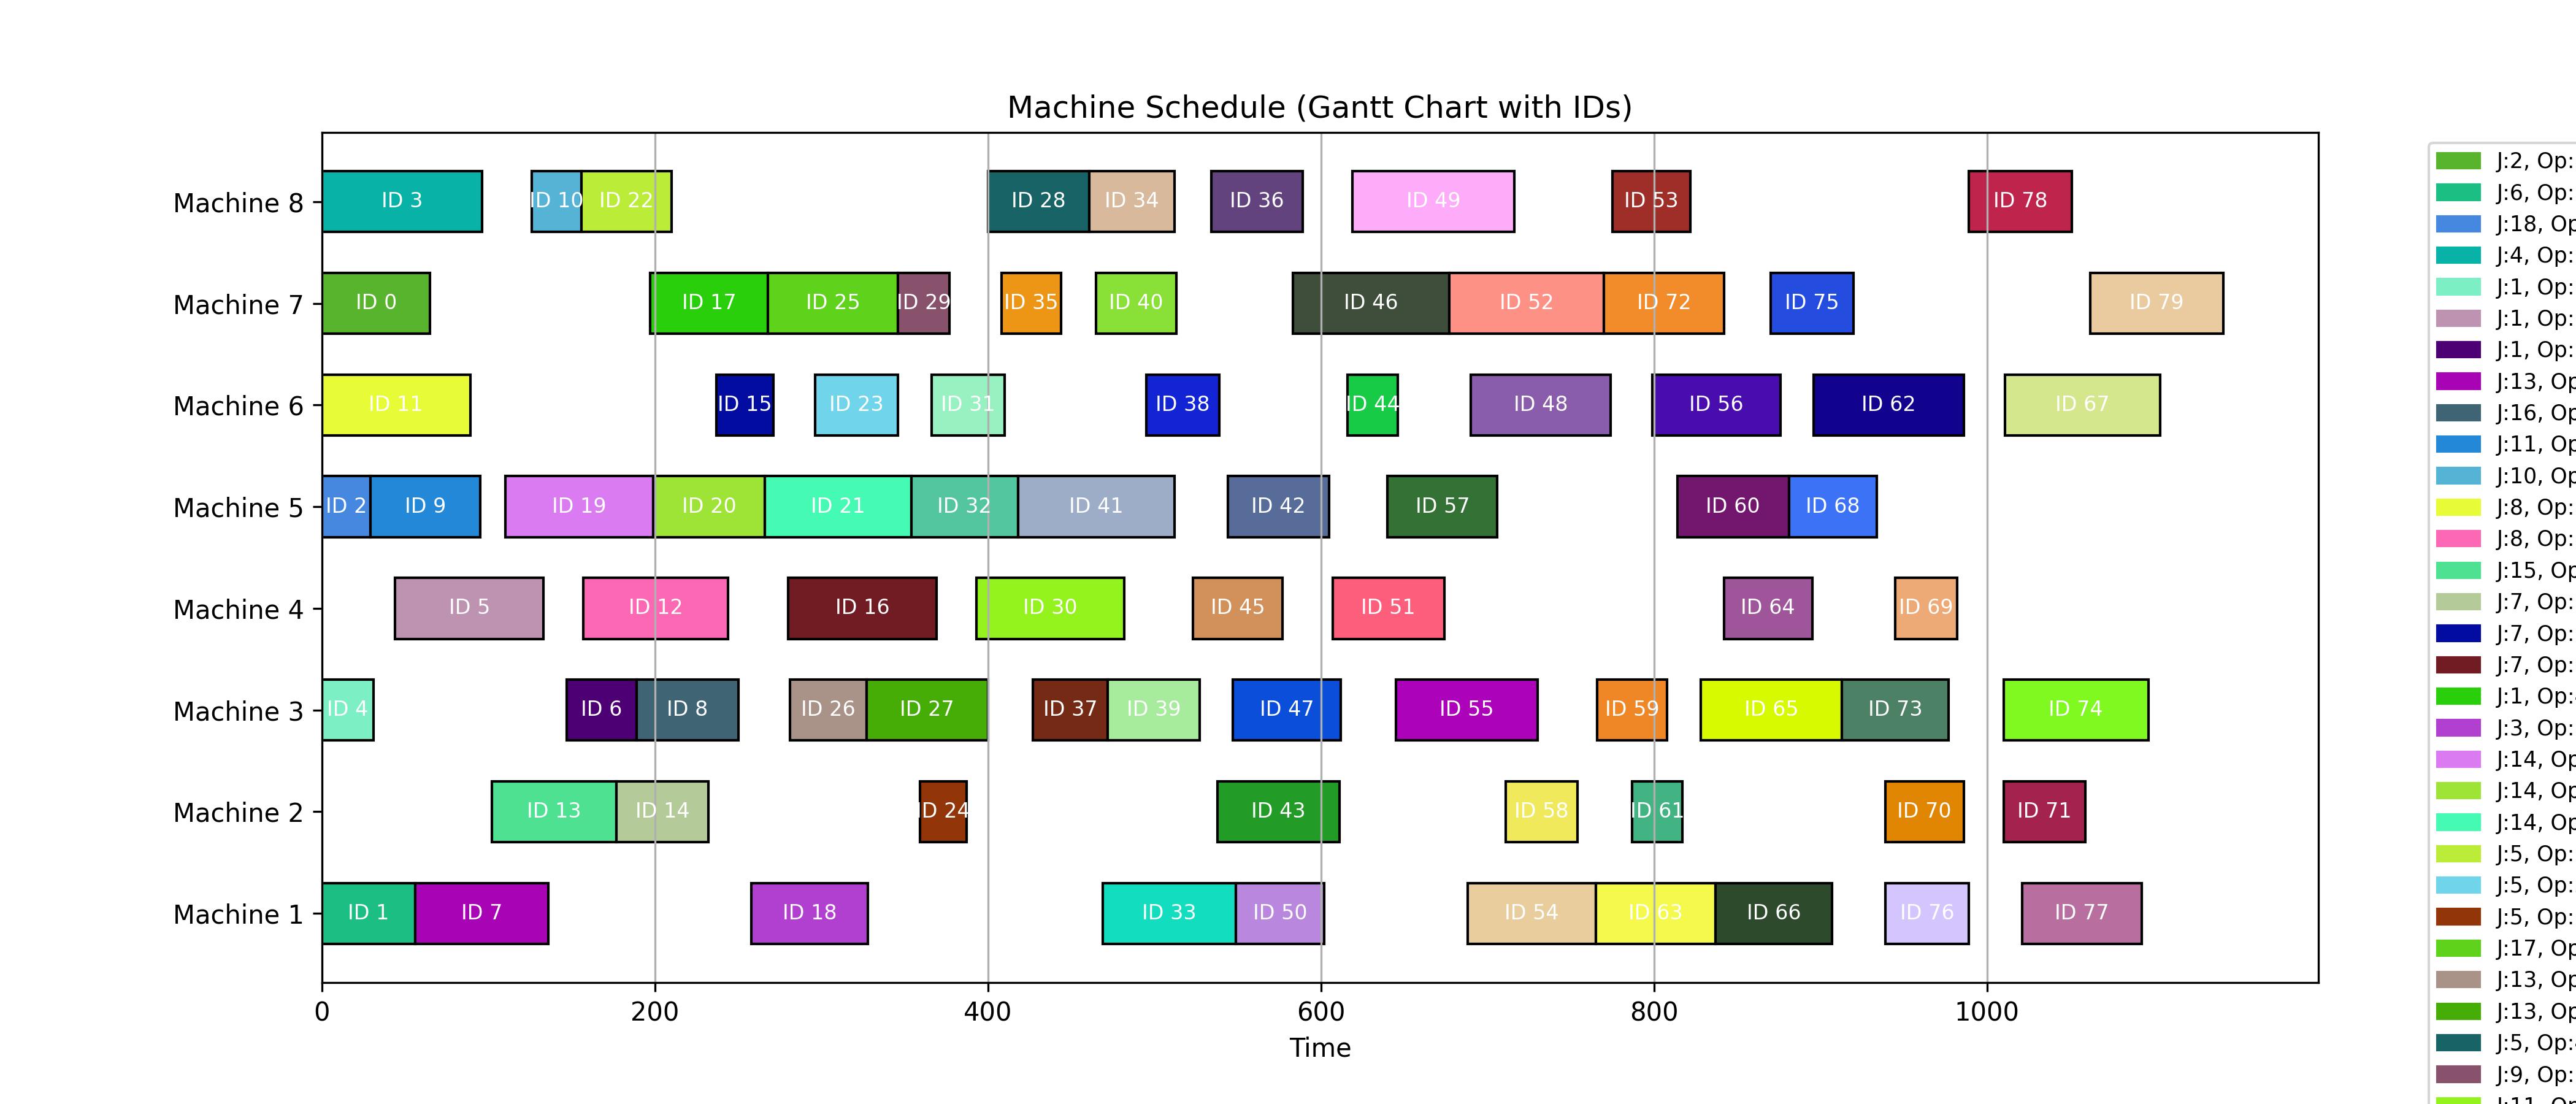 Machine Schedule (Gantt Chart with IDs)
Machine 8
ID 3
ID 10
ID 22
ID 28
ID 34
ID 36
ID 49
ID 53
ID 78
Machine 7
ID 0
ID 17
ID 25
ID 29
ID 35
ID 40
ID 46
ID 52
ID 72
ID 75
ID 79
Machine 6
ID 11
ID 15
ID 23
ID 31
ID 38
ID 44
ID 48
ID 56
ID 62
ID 67
Machine 5
ID 2
ID 9
ID 19
ID 20
ID 21
ID 32
ID 41
ID 42
ID 57
ID 60
ID 68
Machine 4
ID 5
ID 12
ID 16
ID 30
ID 45
ID 51
ID 64
ID 69
Machine 3
ID 4
ID 6
ID 8
ID 26
ID 27
ID 37
ID 39
ID 47
ID 55
ID 59
ID 65
ID 73
ID 74
Machine 2
ID 13
ID 14
ID 24
ID 43
ID 58
ID 61
ID 70
ID 71
Machine 1
ID 1
ID 7
ID 18
ID 33
ID 50
ID 54
ID 63
ID 66
ID 76
ID 77
0 200 400 600 800 1000
Time
J:2, Op:
J:6, Op:
J:18, Op
J:4, Op:
J:1, Op:
J:1, Op:
J:1, Op:
J:13, Op
J:16, Op
J:11, Op
J:10, Op
J:8, Op:
J:8, Op:
J:15, Op
J:7, Op:
J:7, Op:
J:7, Op:
J:1, Op:
J:3, Op:
J:14, Op
J:14, Op
J:14, Op
J:5, Op:
J:5, Op:
J:5, Op:
J:17, Op
J:13, Op
J:13, Op
J:5, Op:
J:9, Op:
J:11, Op